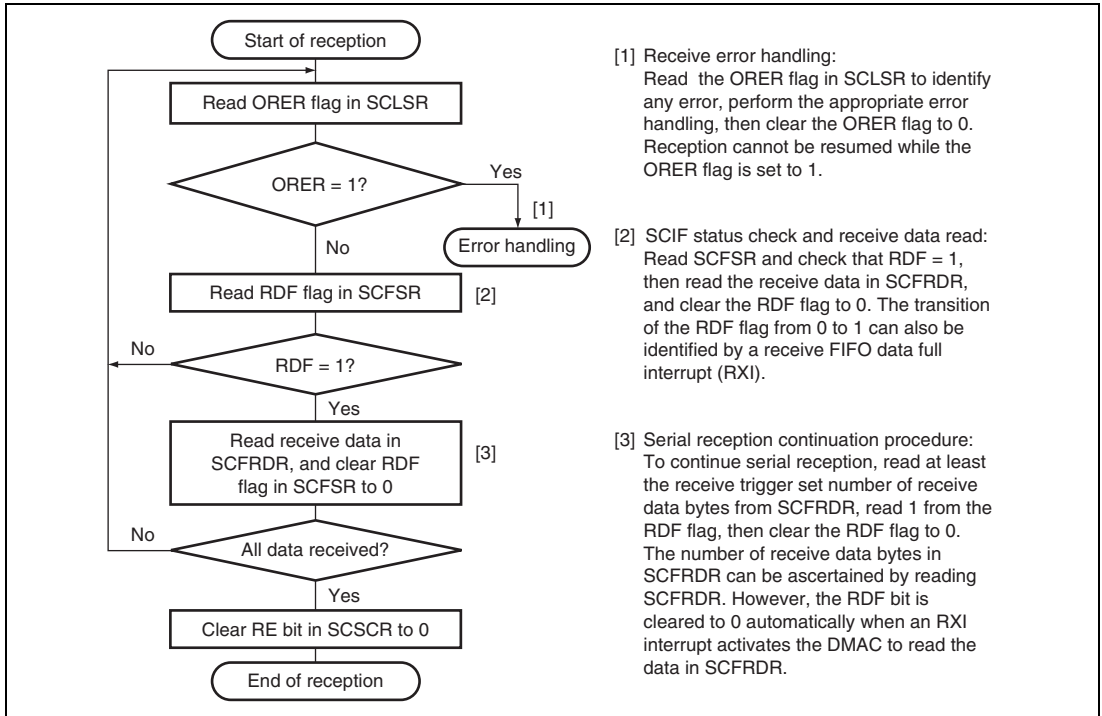 Start of reception
Read ORER flag in SCLSR
ORER = 1?
Yes
[1]
Error handling
No
Read RDF flag in SCFSR
[2]
No
RDF = 1?
Yes
Read receive data in
SCFRDR, and clear RDF
flag in SCFSR to 0
[3]
No
All data received?
Yes
Clear RE bit in SCSCR to 0
End of reception
[1] Receive error handling:
Read the ORER flag in SCLSR to identify
any error, perform the appropriate error
handling, then clear the ORER flag to 0.
Reception cannot be resumed while the
ORER flag is set to 1.
[2] SCIF status check and receive data read:
Read SCFSR and check that RDF = 1,
then read the receive data in SCFRDR,
and clear the RDF flag to 0. The transition
of the RDF flag from 0 to 1 can also be
identified by a receive FIFO data full
interrupt (RXI).
[3] Serial reception continuation procedure:
To continue serial reception, read at least
the receive trigger set number of receive
data bytes from SCFRDR, read 1 from the
RDF flag, then clear the RDF flag to 0.
The number of receive data bytes in
SCFRDR can be ascertained by reading
SCFRDR. However, the RDF bit is
cleared to 0 automatically when an RXI
interrupt activates the DMAC to read the
data in SCFRDR.